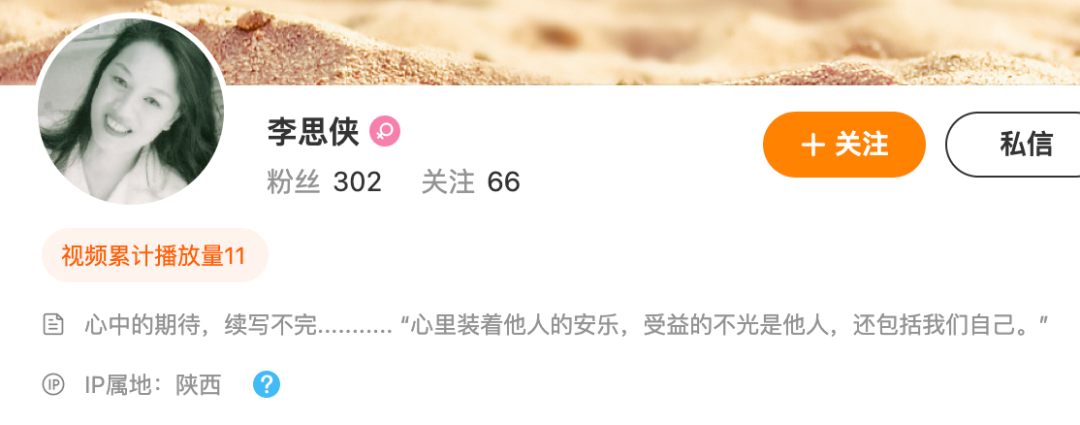 李思侠
粉丝 302 关注 66
+ 关注
私信
视频累计播放量11
心中的期待，续写不完........... “心里装着他人的安乐，受益的不光是他人，还包括我们自己。”
IP IP属地：陕西 ?